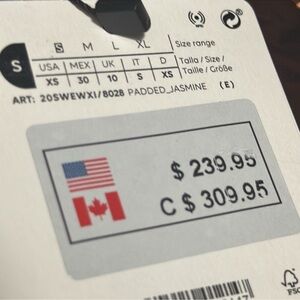 S M L XL Size range
S USA MEX UK IT D Talla / Size /
XS 30 10 S XS Taille / Größe
ART: 20SWEWXI/8028 PADDED_JASMINE (E)
$ 239.95
C $ 309.95
FSC